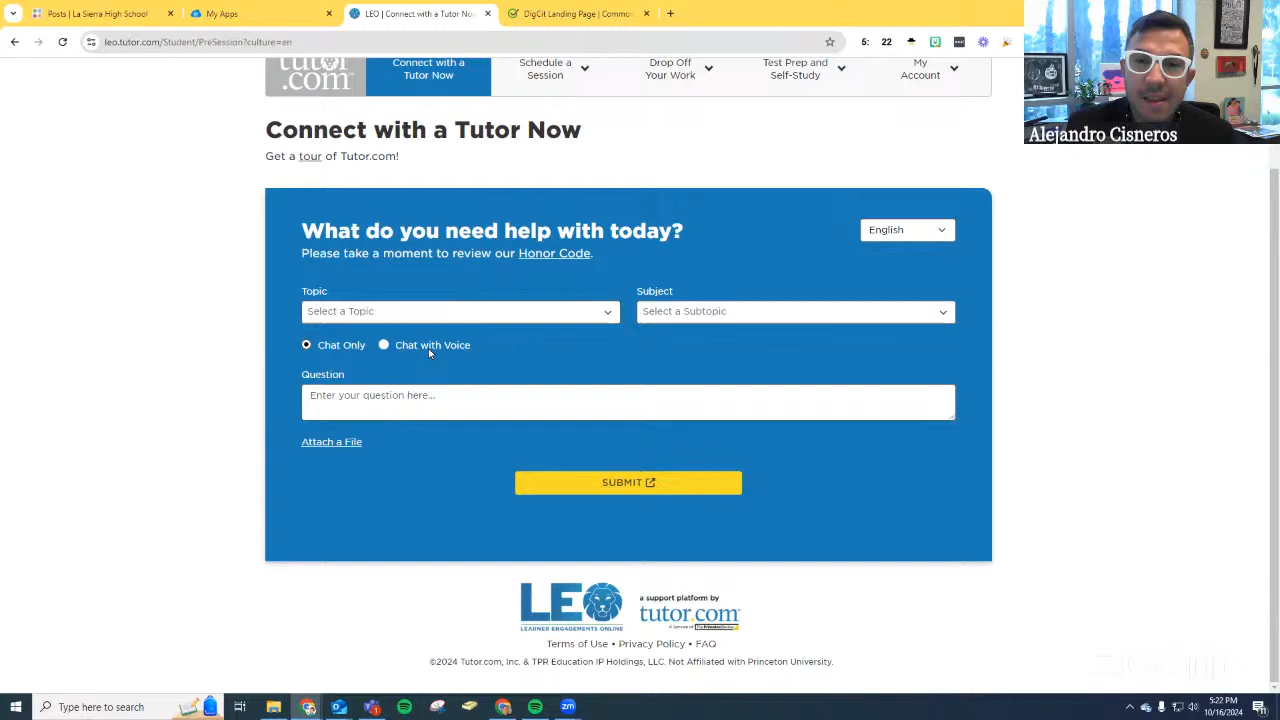 Posts | La Sierra High School
My Apps
LEO | Connect with a Tutor Now
DigCit Landing Page | Common
leo.tutor.com/Student/PreSession?culture=en
5: 22
tutor
.com
Connect with a
Tutor Now
Schedule a
Session
Drop Off
Your Work
Test Prep and
Self-Study
My
Account
Alejandro Cisneros
Connect with a Tutor Now
Get a tour of Tutor.com!
What do you need help with today?
English
Please take a moment to review our Honor Code.
Topic
Subject
Select a Topic
Select a Subtopic
Chat Only
Chat with Voice
Question
Enter your question here...
Attach a File
SUBMIT
LEO
LEARNER ENGAGEMENTS ONLINE
a support platform by
tutor.com
Terms of Use • Privacy Policy • FAQ
©2024 Tutor.com, Inc. & TPR Education IP Holdings, LLC. Not Affiliated with Princeton University.
Type here to search
zm
5:22 PM
10/16/2024